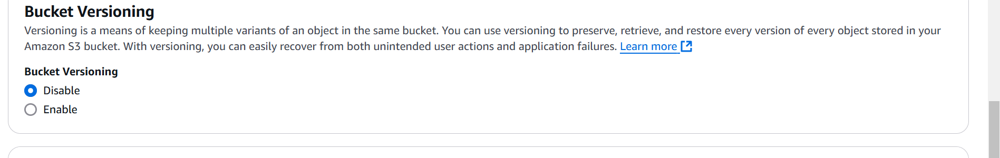 Bucket Versioning
Versioning is a means of keeping multiple variants of an object in the same bucket. You can use versioning to preserve, retrieve, and restore every version of every object stored in your
Amazon S3 bucket. With versioning, you can easily recover from both unintended user actions and application failures. Learn more
Bucket Versioning
Disable
Enable